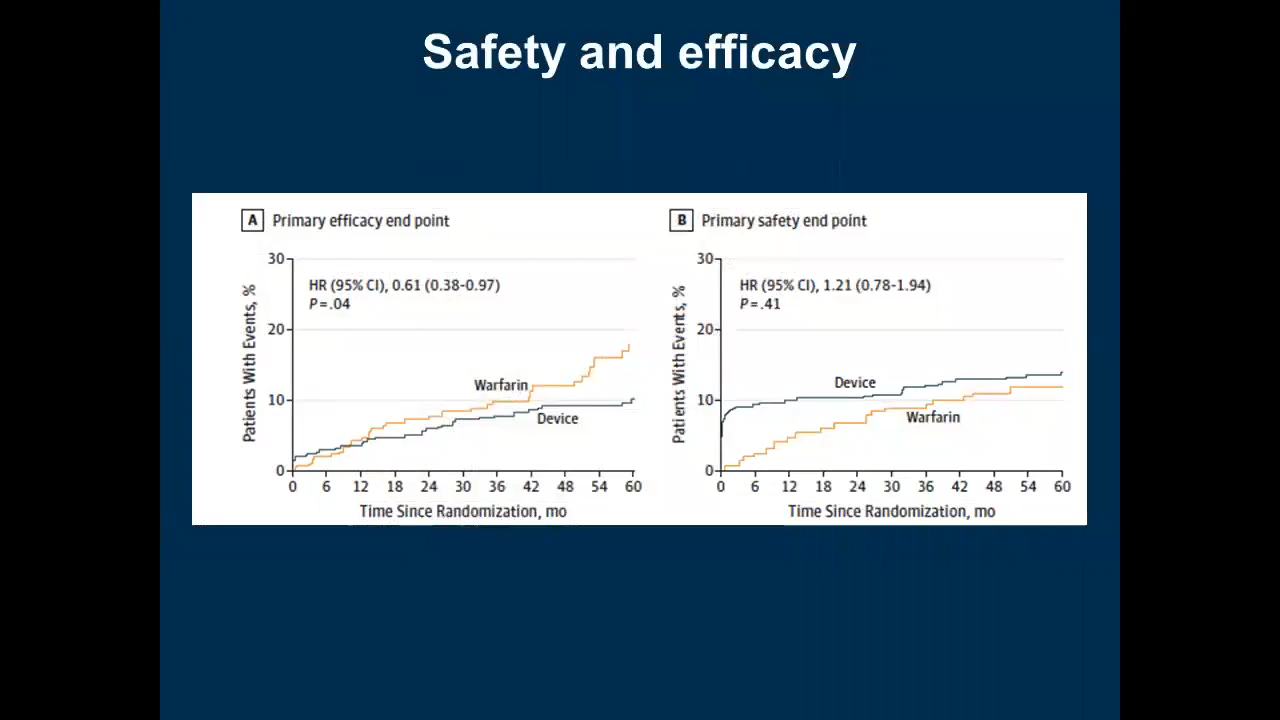 Safety and efficacy
A Primary efficacy end point
30
20
10
0
Patients With Events, %
HR (95% CI), 0.61 (0.38-0.97)
P=.04
Warfarin
Device
0 6 12 18 24 30 36 42 48 54 60
Time Since Randomization, mo
B Primary safety end point
30
20
10
0
Patients With Events, %
HR (95% CI), 1.21 (0.78-1.94)
P=.41
Device
Warfarin
0 6 12 18 24 30 36 42 48 54 60
Time Since Randomization, mo